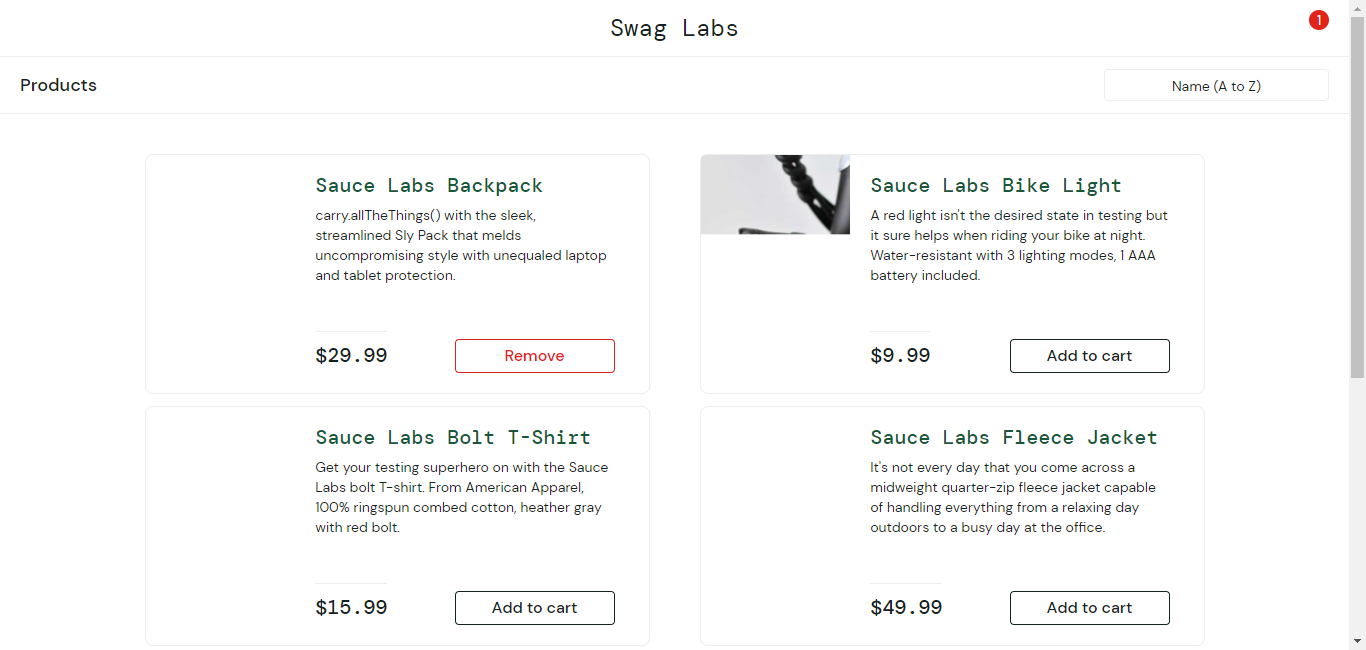 Swag Labs
1
Products
Name (A to Z)
Sauce Labs Backpack
carry.allTheThings() with the sleek,
streamlined Sly Pack that melds
uncompromising style with unequaled laptop
and tablet protection.
$29.99
Remove
Sauce Labs Bike Light
A red light isn't the desired state in testing but
it sure helps when riding your bike at night.
Water-resistant with 3 lighting modes, 1 AAA
battery included.
$9.99
Add to cart
Sauce Labs Bolt T-Shirt
Get your testing superhero on with the Sauce
Labs bolt T-shirt. From American Apparel,
100% ringspun combed cotton, heather gray
with red bolt.
$15.99
Add to cart
Sauce Labs Fleece Jacket
It's not every day that you come across a
midweight quarter-zip fleece jacket capable
of handling everything from a relaxing day
outdoors to a busy day at the office.
$49.99
Add to cart